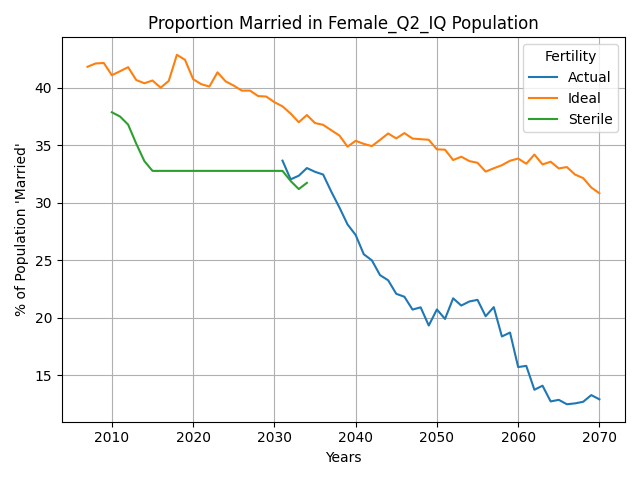 Proportion Married in Female_Q2_IQ Population
Fertility
Actual
Ideal
Sterile
% of Population 'Married'
40
35
30
25
20
15
2010
2020
2030
2040
2050
2060
2070
Years